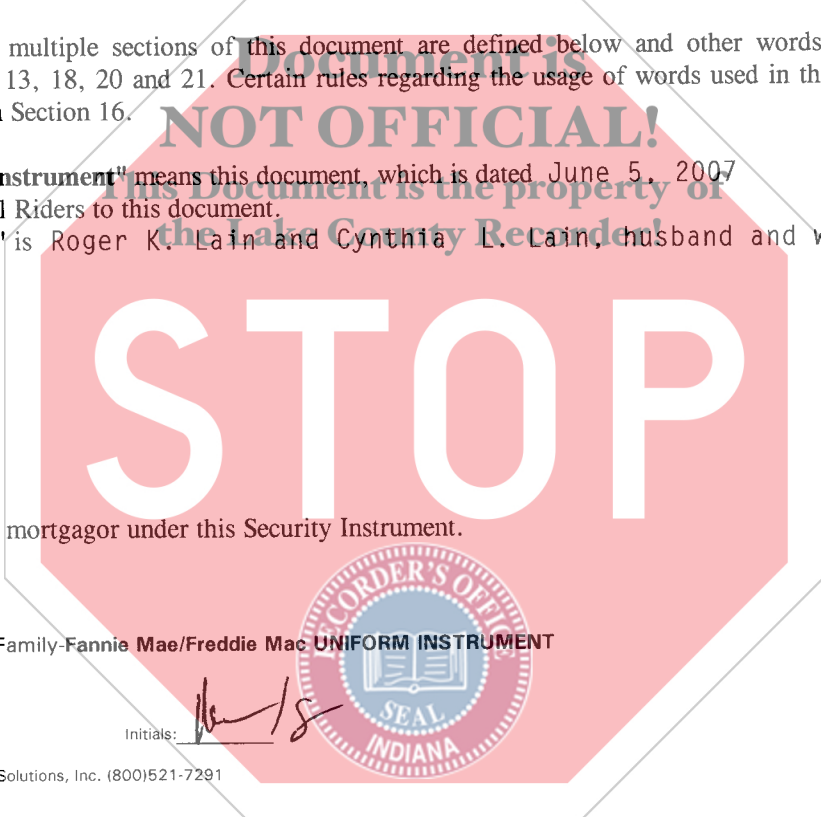 multiple sections of this document are defined below and other words
13, 18, 20 and 21. Certain rules regarding the usage of words used in th
Section 16.
Document is
NOT OFFICIAL!
This Document is the property of
the Lake County Recorder!
nstrument" means this document, which is dated June 5, 2007
l Riders to this document.
" is Roger K. Lain and Cynthia L. Lain, husband and w
STOP
mortgagor under this Security Instrument.
RECORDER'S OFFICE
SEAL
INDIANA
Family-Fannie Mae/Freddie Mac UNIFORM INSTRUMENT
Initials:
Solutions, Inc. (800)521-7291